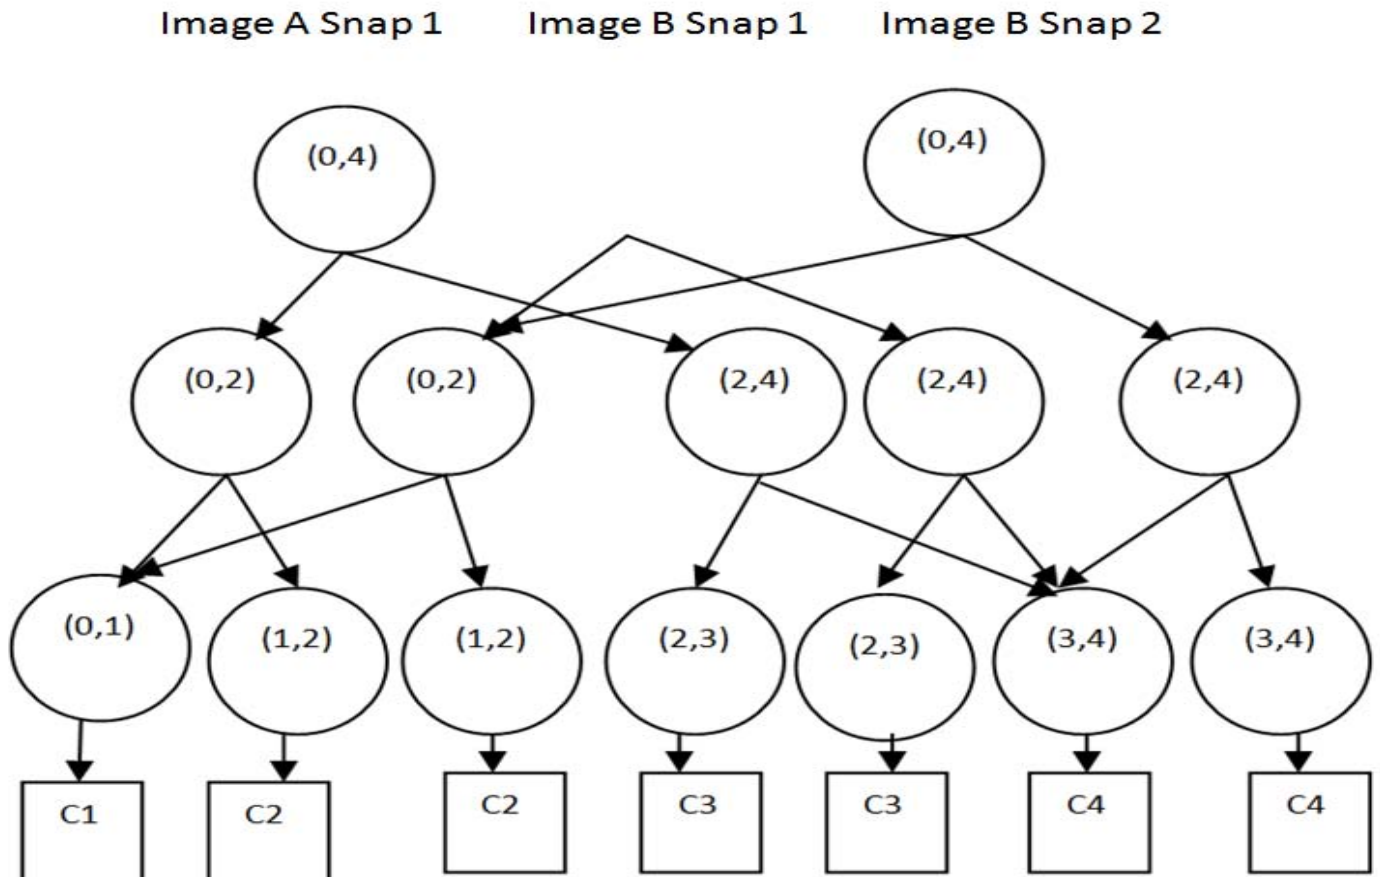 Image A Snap 1 Image B Snap 1 Image B Snap 2
(0,4) (0,4)
(0,2) (0,2) (2,4) (2,4) (2,4)
(0,1) (1,2) (1,2) (2,3) (2,3) (3,4) (3,4)
C1 C2 C2 C3 C3 C4 C4